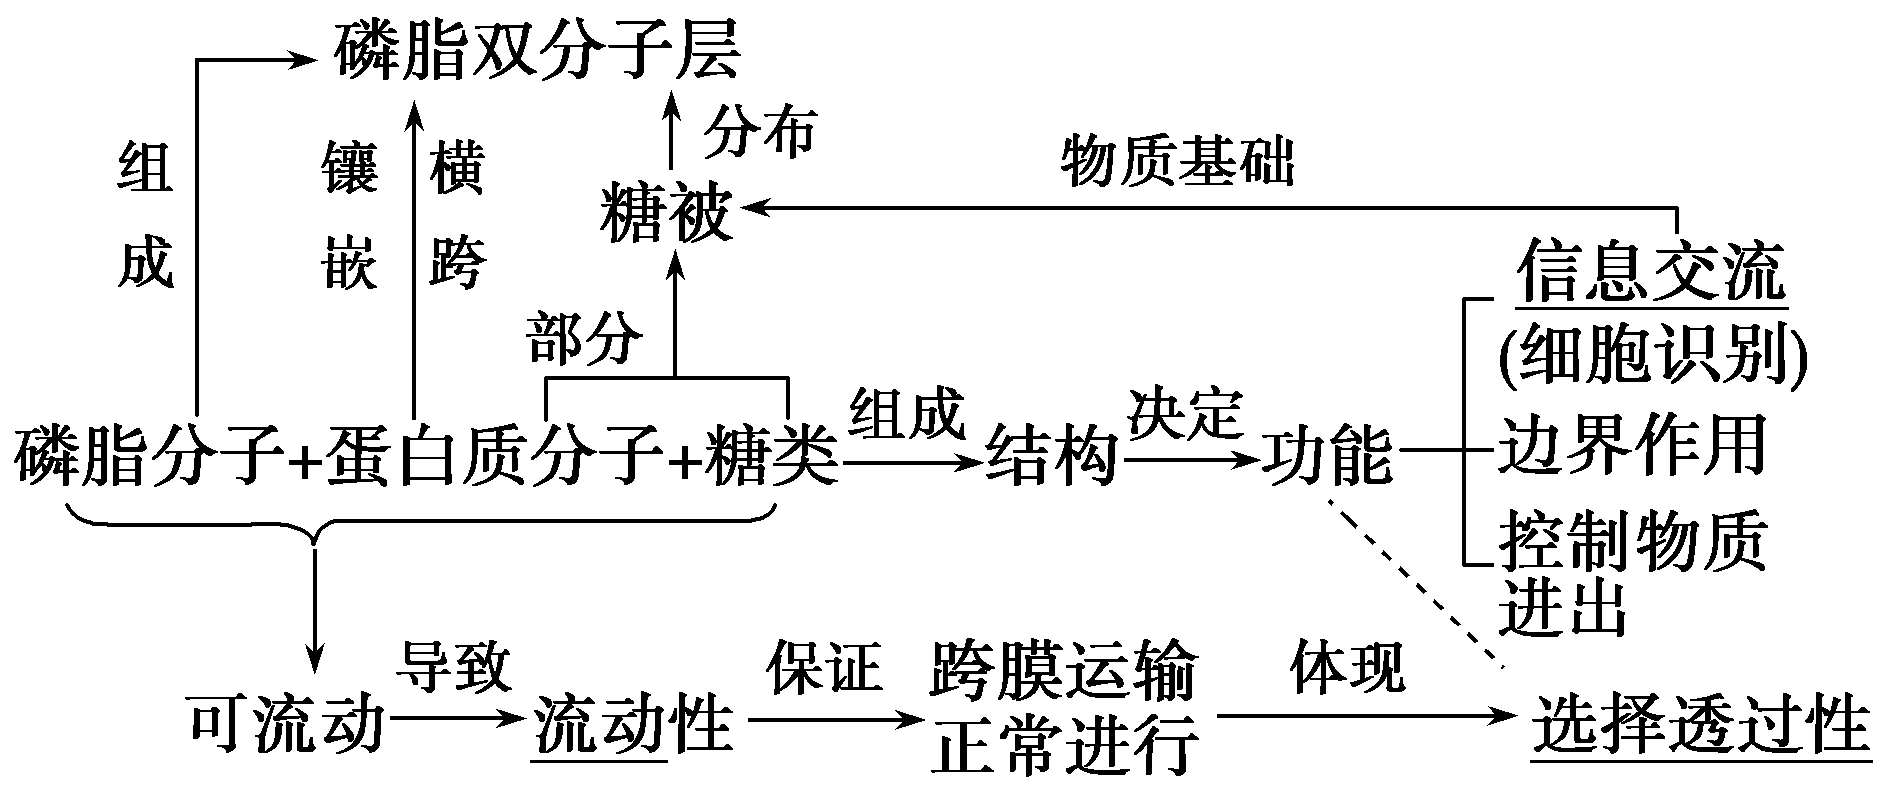 磷脂双分子层
组成
镶嵌
横跨
分布
物质基础
糖被
信息交流
(细胞识别)
部分
磷脂分子+蛋白质分子+糖类
组成
结构
决定
功能
边界作用
控制物质
进出
可流动
导致
流动性
保证
跨膜运输
正常进行
体现
选择透过性